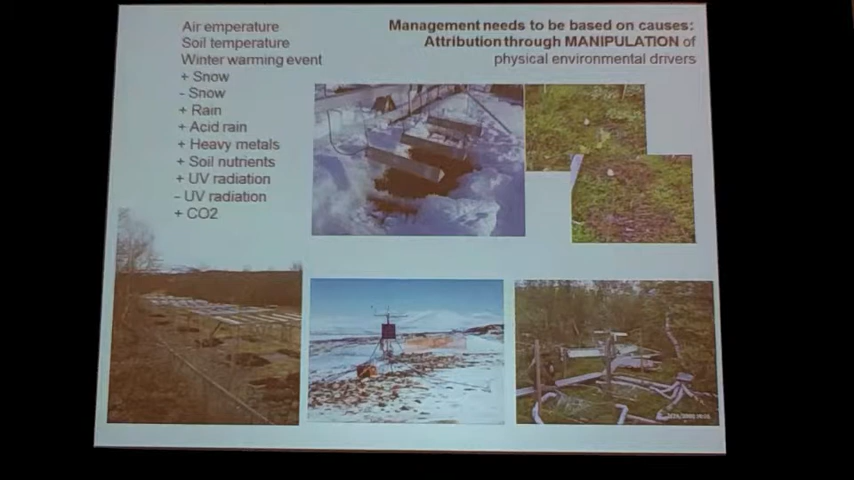 Air emperature
Soil temperature
Winter warming event
+ Snow
- Snow
+ Rain
+ Acid rain
+ Heavy metals
+ Soil nutrients
+ UV radiation
- UV radiation
+ CO2
Management needs to be based on causes:
Attribution through MANIPULATION of
physical environmental drivers